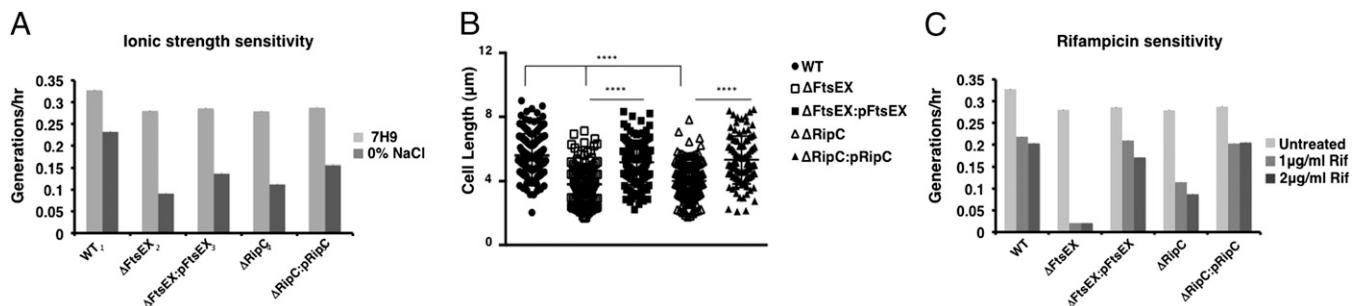 A
Ionic strength sensitivity
Generations/hr
0.35
0.3
0.25
0.2
0.15
0.1
0.05
0
WT 1
ΔFtsEX 2
ΔFtsEX:pFtsEX 3
ΔRipC
ΔRipC:pRipC
7H9
0% NaCl
B
Cell Length (μm)
12
8
4
0
****
****
****
WT
ΔFtsEX
ΔFtsEX:pFtsEX
ΔRipC
ΔRipC:pRipC
C
Rifampicin sensitivity
Generations/hr
0.35
0.3
0.25
0.2
0.15
0.1
0.05
0
WT
ΔFtsEX
ΔFtsEX:pFtsEX
ΔRipC
ΔRipC:pRipC
Untreated
1μg/ml Rif
2μg/ml Rif